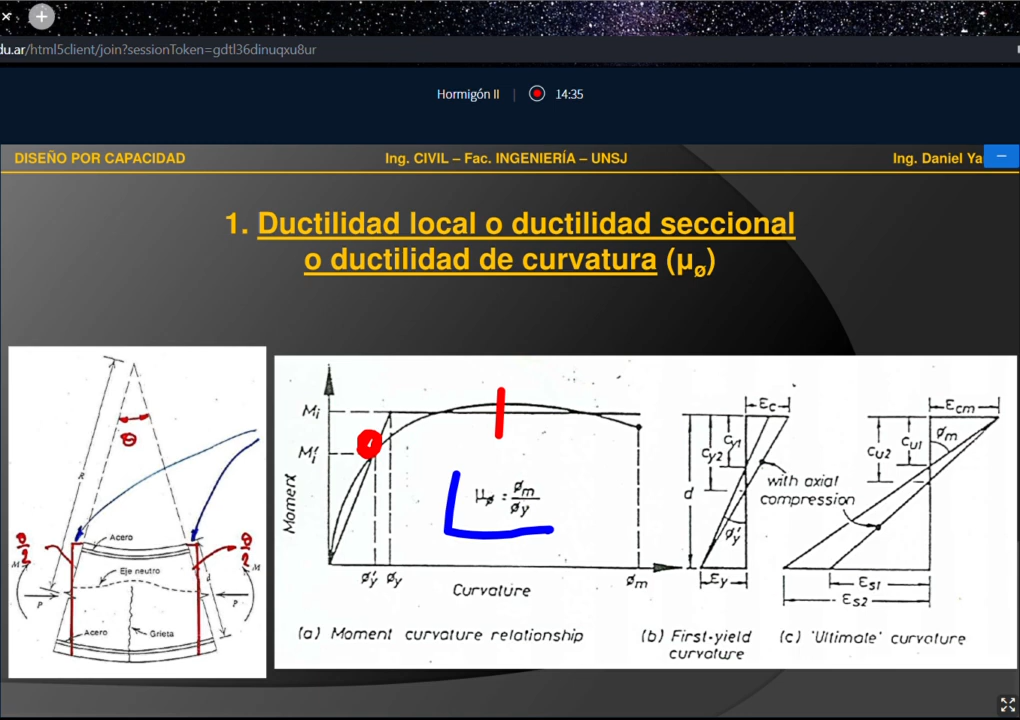 du.ar/html5client/join?sessionToken=gdtl36dinuqxu8ur
Hormigón II | 14:35
DISEÑO POR CAPACIDAD
Ing. CIVIL – Fac. INGENIERÍA – UNSJ
Ing. Daniel Ya
1. Ductilidad local o ductilidad seccional
o ductilidad de curvatura (μø)
θ
R
θ/2
θ/2
Acero
Eje neutro
M
M
d
P
P
Acero
Grieta
Mi
M'i
Moment
μø = øm/øy
ø'y
øy
øm
Curvature
(a) Moment curvature relationship
εc
cy1
cy2
d
ø'y
εy
with axial
compression
(b) First-yield
curvature
εcm
øm
cu1
cu2
εs1
εs2
(c) 'Ultimate' curvature